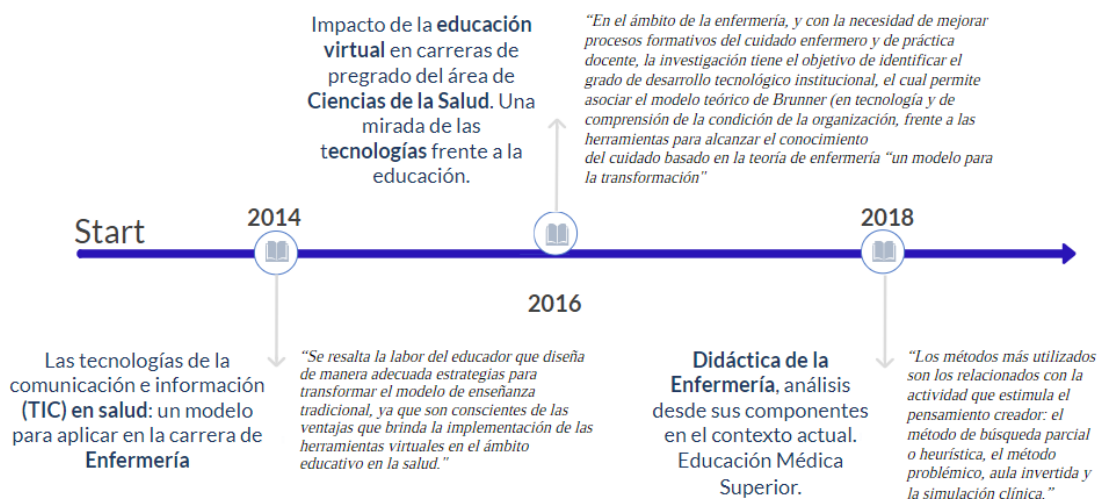 Impacto de la educación
virtual en carreras de
pregrado del área de
Ciencias de la Salud. Una
mirada de las
tecnologías frente a la
educación.
“En el ámbito de la enfermería, y con la necesidad de mejorar
procesos formativos del cuidado enfermero y de práctica
docente, la investigación tiene el objetivo de identificar el
grado de desarrollo tecnológico institucional, el cual permite
asociar el modelo teórico de Brunner (en tecnología y de
comprensión de la condición de la organización, frente a las
herramientas para alcanzar el conocimiento
del cuidado basado en la teoría de enfermería “un modelo para
la transformación”
Start
2014
2018
2016
Las tecnologías de la
comunicación e información
(TIC) en salud: un modelo
para aplicar en la carrera de
Enfermería
“Se resalta la labor del educador que diseña
de manera adecuada estrategias para
transformar el modelo de enseñanza
tradicional, ya que son conscientes de las
ventajas que brinda la implementación de las
herramientas virtuales en el ámbito
educativo en la salud.”
Didáctica de la
Enfermería, análisis
desde sus componentes
en el contexto actual.
Educación Médica
Superior.
“Los métodos más utilizados
son los relacionados con la
actividad que estimula el
pensamiento creador: el
método de búsqueda parcial
o heurística, el método
problémico, aula invertida y
la simulación clínica.”